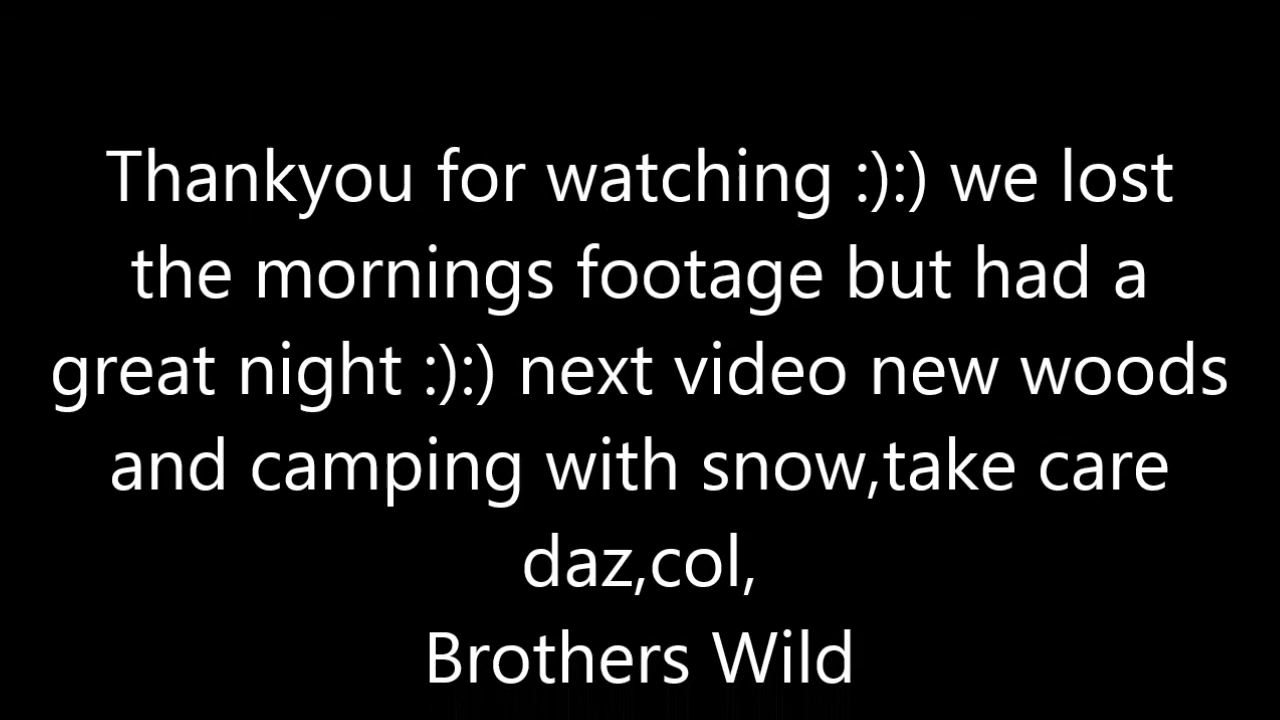 Thankyou for watching :):) we lost
the mornings footage but had a
great night :):) next video new woods
and camping with snow,take care
daz,col,
Brothers Wild